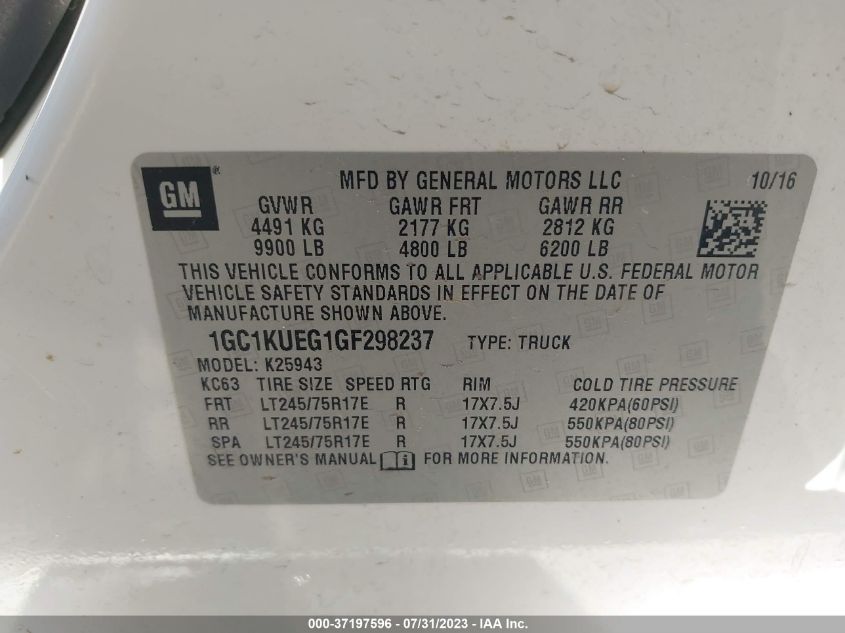 GM ® MFD BY GENERAL MOTORS LLC 10/16
GVWR GAWR FRT GAWR RR
4491 KG 2177 KG 2812 KG
9900 LB 4800 LB 6200 LB
THIS VEHICLE CONFORMS TO ALL APPLICABLE U.S. FEDERAL MOTOR
VEHICLE SAFETY STANDARDS IN EFFECT ON THE DATE OF
MANUFACTURE SHOWN ABOVE.
1GC1KUEG1GF298237 TYPE: TRUCK
MODEL: K25943
KC63 TIRE SIZE SPEED RTG RIM COLD TIRE PRESSURE
FRT LT245/75R17E R 17X7.5J 420KPA(60PSI)
RR LT245/75R17E R 17X7.5J 550KPA(80PSI)
SPA LT245/75R17E R 17X7.5J 550KPA(80PSI)
SEE OWNER'S MANUAL FOR MORE INFORMATION.
000-37197596 - 07/31/2023 - IAA Inc.